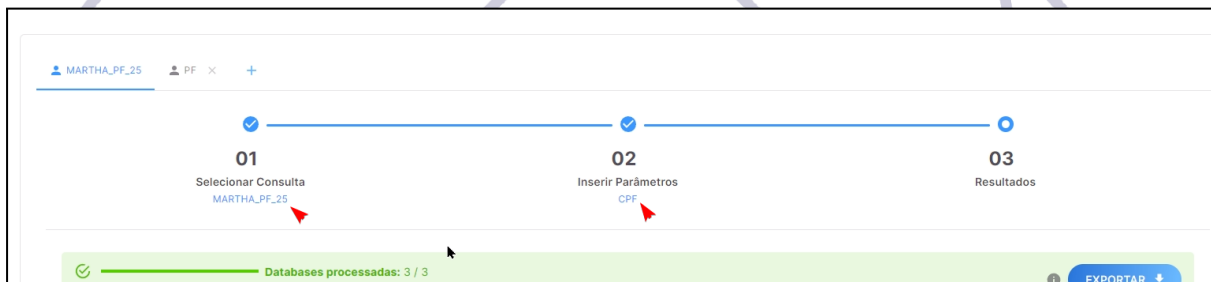 MARTHA_PF_25 PF × +
01 02 03
Selecionar Consulta Inserir Parâmetros Resultados
MARTHA_PF_25 CPF
Databases processadas: 3 / 3
EXPORTAR